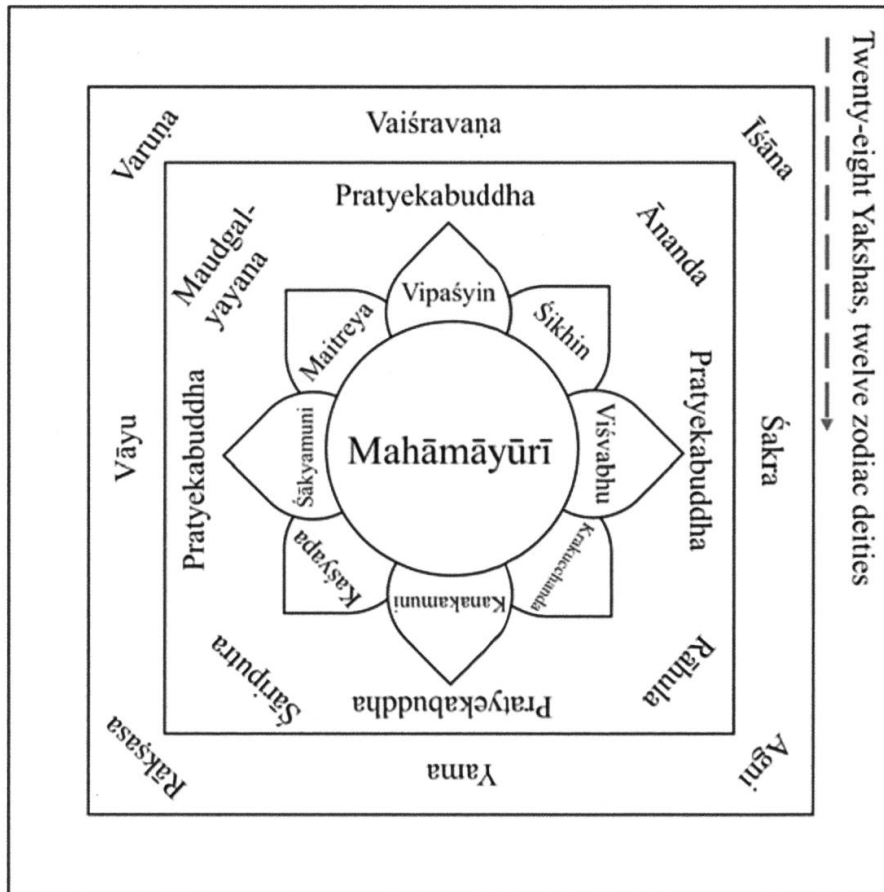 Twenty-eight Yakshas, twelve zodiac deities
Varuṇa
Vaiśravaṇa
Īśāna
Pratyekabuddha
Maudgal-
yayana
Ānanda
Vipaśyin
Maitreya
Śikhin
Vāyu
Pratyekabuddha
Śākyamuni
Mahāmāyūrī
Viśvabhu
Pratyekabuddha
Śakra
Kaśyapa
Kanakamuni
Krakucchanda
Śāriputra
Pratyekabuddha
Rāhula
Rākṣasa
Yama
Agni